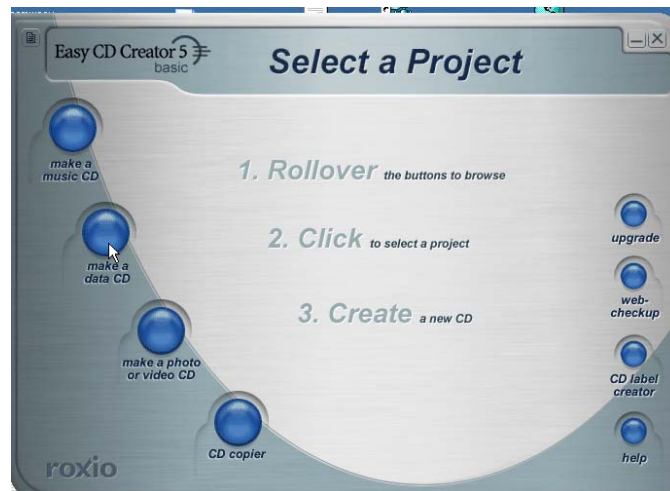 Easy CD Creator 5
basic
Select a Project
make a
music CD
1. Rollover the buttons to browse
make a
data CD
2. Click to select a project
make a photo
or video CD
3. Create a new CD
CD copier
upgrade
web-
checkup
CD label
creator
help
roxio